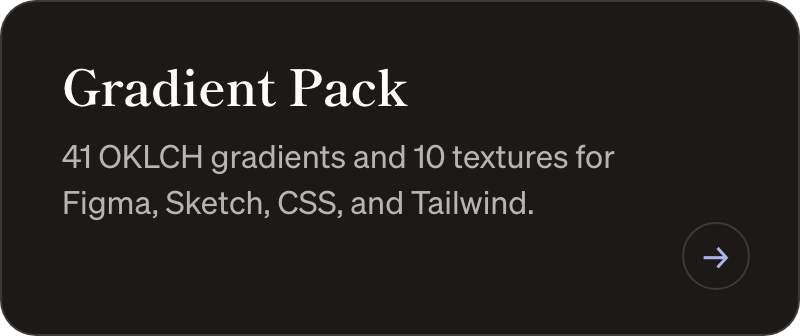 Gradient Pack
41 OKLCH gradients and 10 textures for
Figma, Sketch, CSS, and Tailwind.